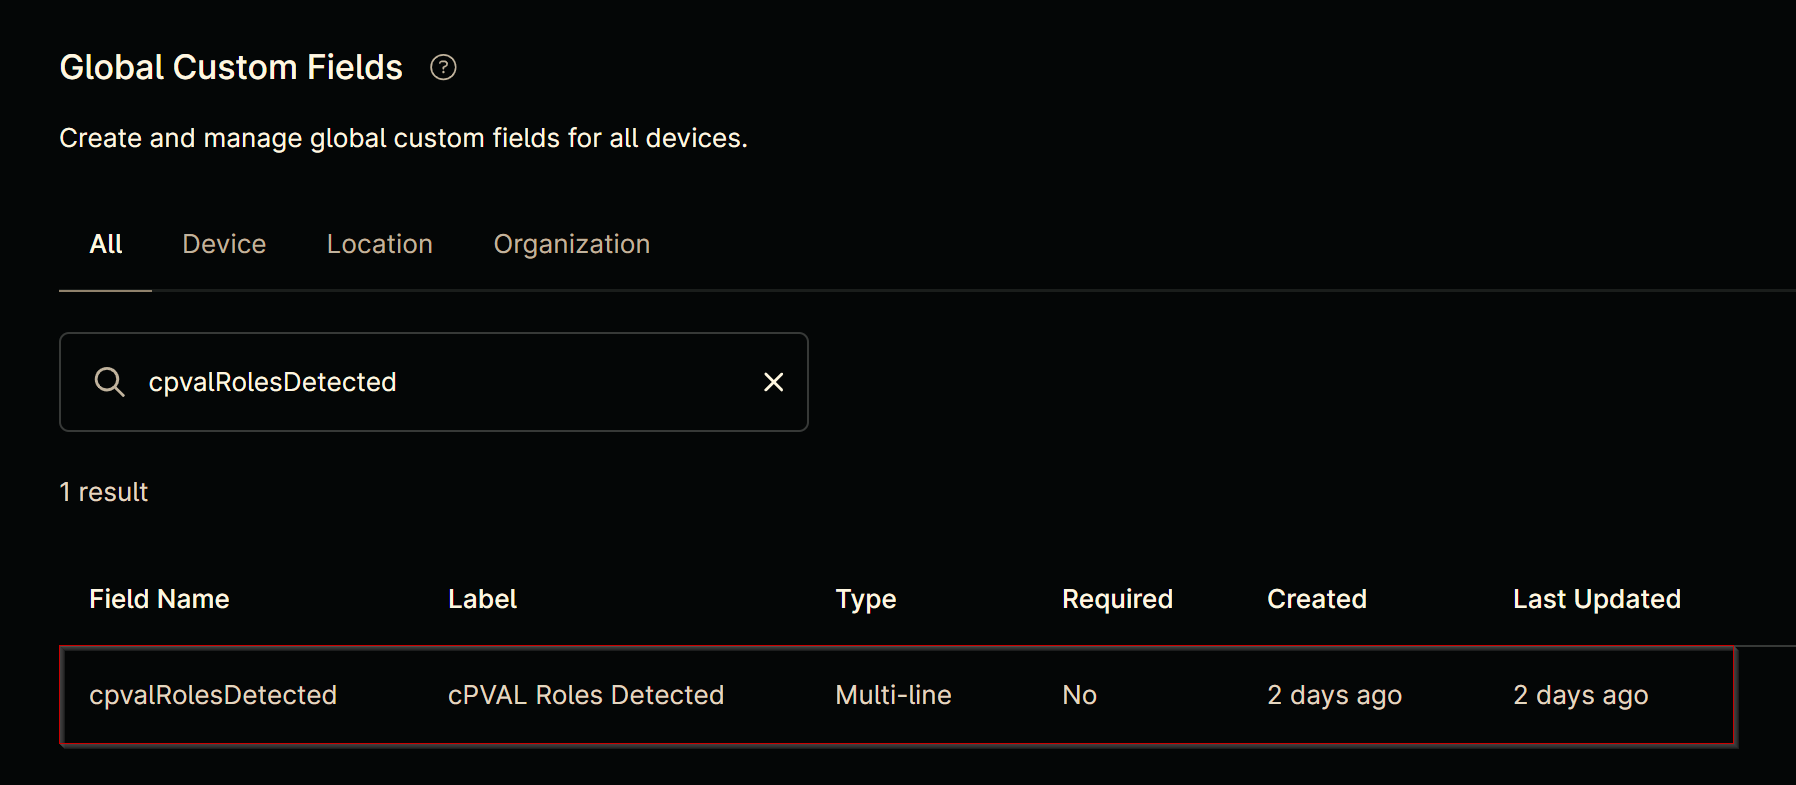 Global Custom Fields ?
Create and manage global custom fields for all devices.
All Device Location Organization
cpvalRolesDetected
1 result
Field Name Label Type Required Created Last Updated
cpvalRolesDetected cPVAL Roles Detected Multi-line No 2 days ago 2 days ago